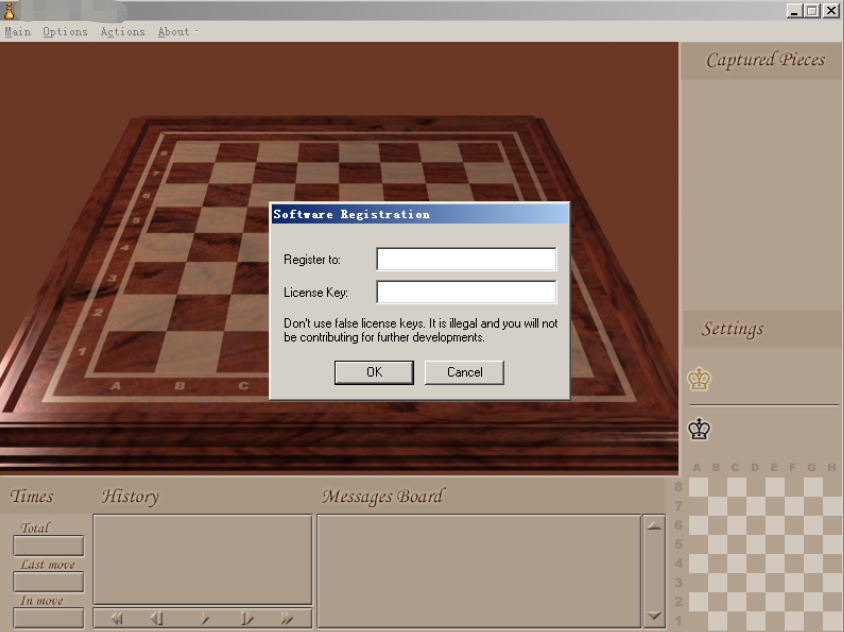 Main Options Actions About
Captured Pieces
8
7
6
5
4
3
2
1
A B C
Software Registration
Register to:
License Key:
Don't use false license keys. It is illegal and you will not
be contributing for further developments.
OK Cancel
Settings
A B C D E F G H
8
7
6
5
4
3
2
1
Times History Messages Board
Total
Last move
In move